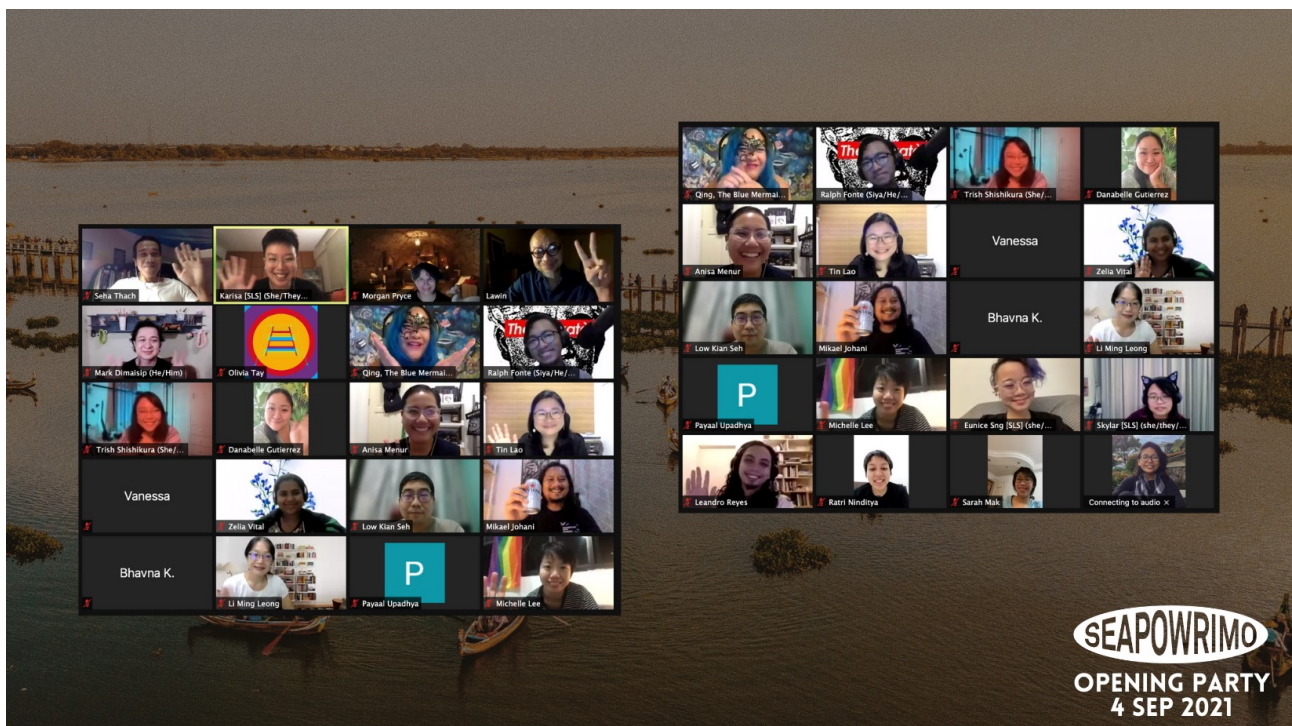 Seha Thach
Karisa [SLS] (She/They...
Morgan Pryce
Lawin
Mark Dimaisip (He/Him)
Olivia Tay
Qing, The Blue Mermai...
The
at
Ralph Fonte (Siya/He/...
Trish Shishikura (She/...
Danabelle Gutierrez
Anisa Menur
Tin Lao
Vanessa
Zelia Vital
Low Kian Seh
Mikael Johani
Bhavna K.
Li Ming Leong
P
Payaal Upadhya
Michelle Lee
Qing, The Blue Mermai...
The
at
Ralph Fonte (Siya/He/...
Trish Shishikura (She/...
Danabelle Gutierrez
Anisa Menur
Tin Lao
Vanessa
Zelia Vital
Low Kian Seh
Mikael Johani
Bhavna K.
Li Ming Leong
P
Payaal Upadhya
Michelle Lee
Eunice Sng [SLS] (she/...
Skylar [SLS] (she/they/...
Leandro Reyes
Ratri Ninditya
Sarah Mak
Connecting to audio ×
SEAPOWRIMO
OPENING PARTY
4 SEP 2021